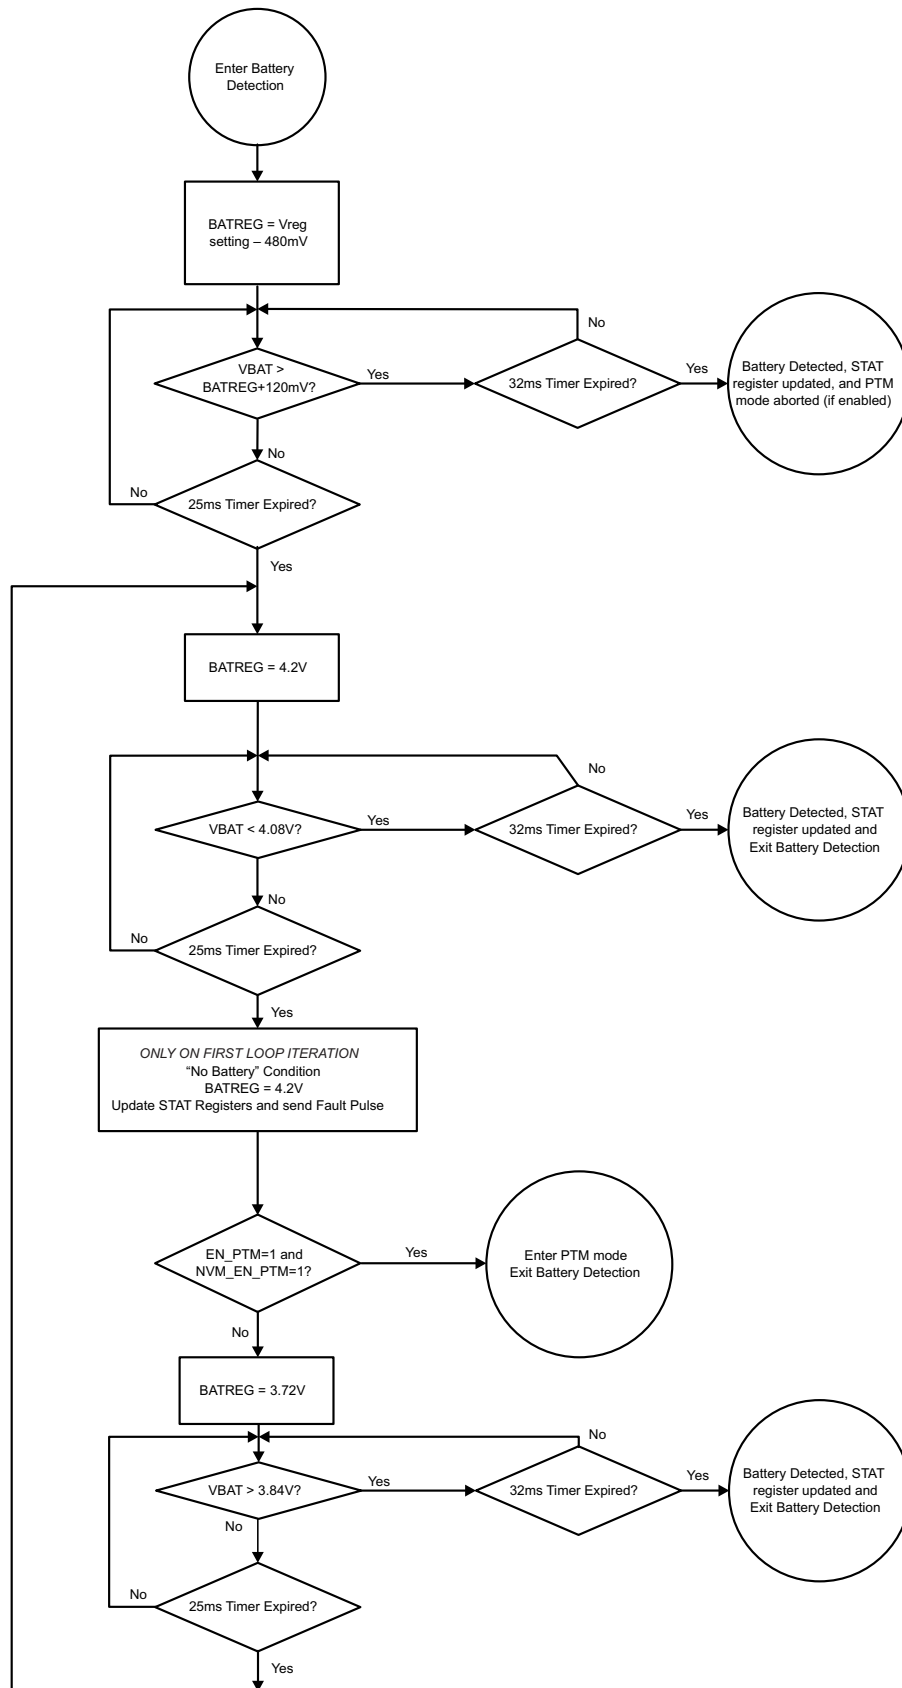 Enter Battery
Detection
BATREG = Vreg
setting – 480mV
No
VBAT >
BATREG+120mV?
Yes
32ms Timer Expired?
Yes
Battery Detected, STAT
register updated, and PTM
mode aborted (if enabled)
No
No
25ms Timer Expired?
Yes
BATREG = 4.2V
No
VBAT < 4.08V?
Yes
32ms Timer Expired?
Yes
Battery Detected, STAT
register updated and
Exit Battery Detection
No
No
25ms Timer Expired?
Yes
ONLY ON FIRST LOOP ITERATION
“No Battery” Condition
BATREG = 4.2V
Update STAT Registers and send Fault Pulse
EN_PTM=1 and
NVM_EN_PTM=1?
Yes
Enter PTM mode
Exit Battery Detection
No
BATREG = 3.72V
No
VBAT > 3.84V?
Yes
32ms Timer Expired?
Yes
Battery Detected, STAT
register updated and
Exit Battery Detection
No
No
25ms Timer Expired?
Yes